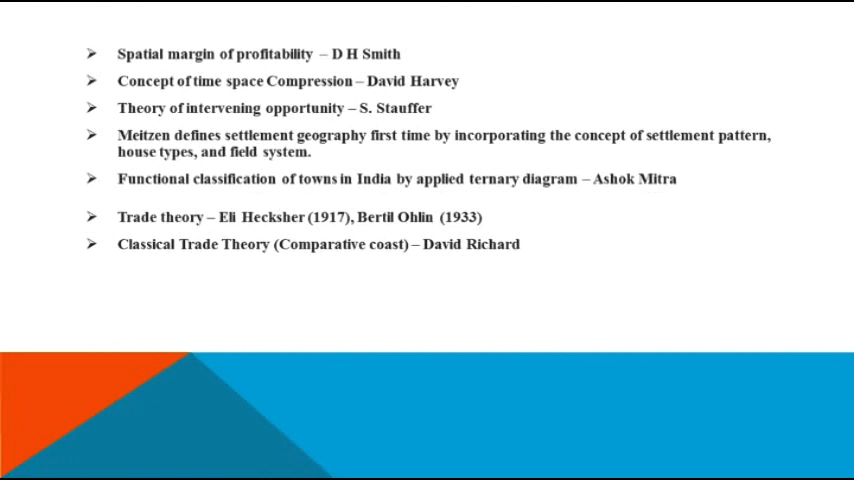 ➢ Spatial margin of profitability – D H Smith
➢ Concept of time space Compression – David Harvey
➢ Theory of intervening opportunity – S. Stauffer
➢ Meitzen defines settlement geography first time by incorporating the concept of settlement pattern,
house types, and field system.
➢ Functional classification of towns in India by applied ternary diagram – Ashok Mitra
➢ Trade theory – Eli Hecksher (1917), Bertil Ohlin (1933)
➢ Classical Trade Theory (Comparative coast) – David Richard